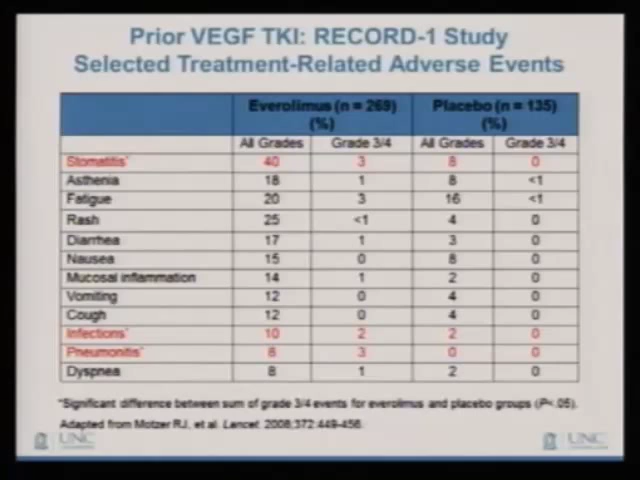 Prior VEGF TKI: RECORD-1 Study
Selected Treatment-Related Adverse Events
Everolimus (n = 269) (%) Placebo (n = 135) (%)
All Grades Grade 3/4 All Grades Grade 3/4
Stomatitis* 40 3 8 0
Asthenia 18 1 8 <1
Fatigue 20 3 16 <1
Rash 25 <1 4 0
Diarrhea 17 1 3 0
Nausea 15 0 8 0
Mucosal inflammation 14 1 2 0
Vomiting 12 0 4 0
Cough 12 0 4 0
Infections* 10 2 2 0
Pneumonitis* 8 3 0 0
Dyspnea 8 1 2 0
*Significant difference between sum of grade 3/4 events for everolimus and placebo groups (P<.05).
Adapted from Motzer RJ, et al. Lancet. 2008;372:449-456.
UNC UNC